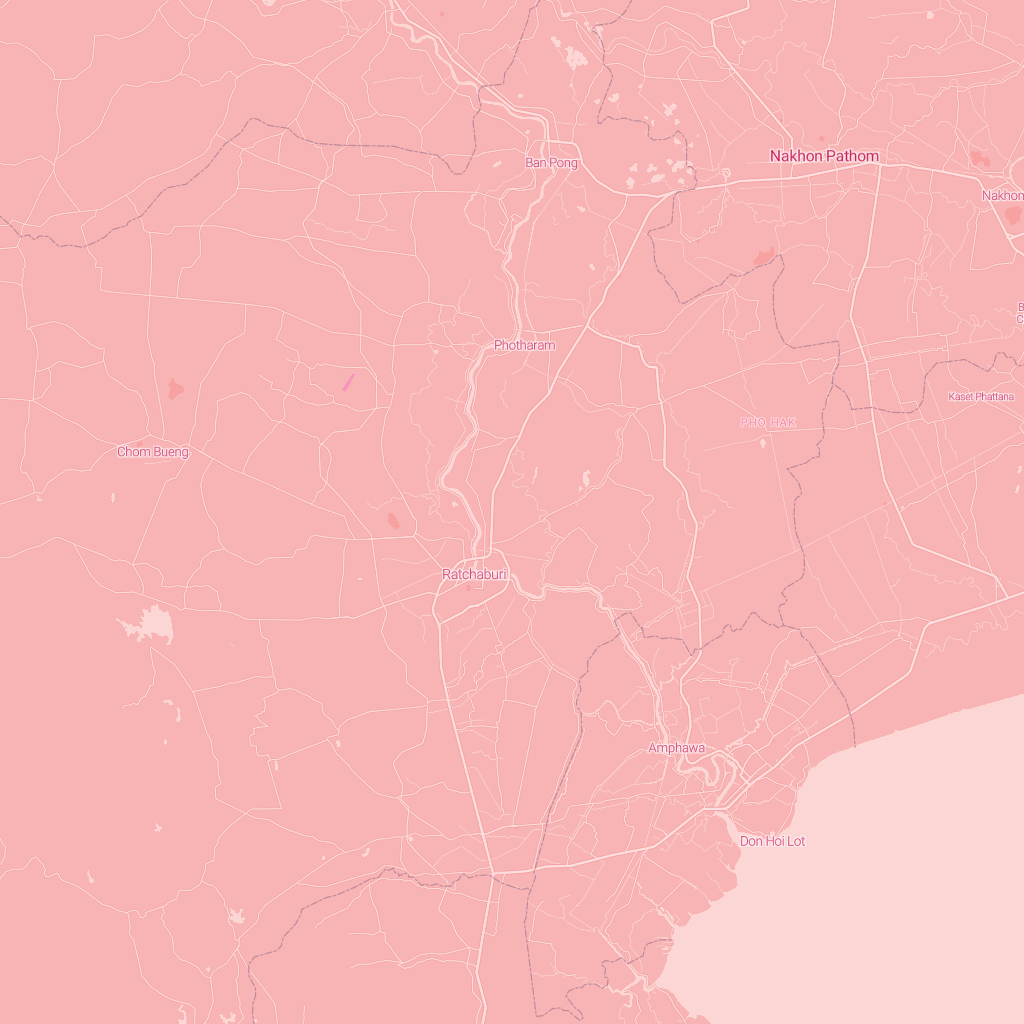 Nakhon Pathom
Ban Pong
Nakhon
B
C
Photharam
Kaset Phattana
PHO HAK
Chom Bueng
Ratchaburi
Amphawa
Don Hoi Lot